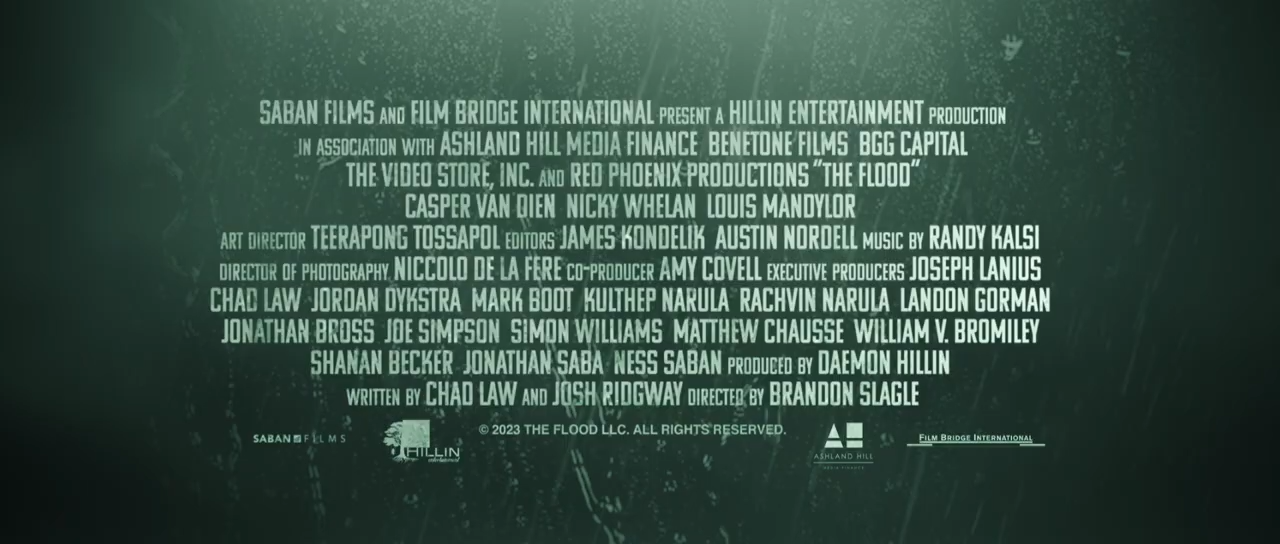 SABAN FILMS AND FILM BRIDGE INTERNATIONAL PRESENT A HILLIN ENTERTAINMENT PRODUCTION
IN ASSOCIATION WITH ASHLAND HILL MEDIA FINANCE BENETONE FILMS BGG CAPITAL
THE VIDEO STORE, INC. AND RED PHOENIX PRODUCTIONS "THE FLOOD"
CASPER VAN DIEN NICKY WHELAN LOUIS MANDYLOR
ART DIRECTOR TEERAPONG TOSSAPOL EDITORS JAMES KONDELIK AUSTIN NORDELL MUSIC BY RANDY KALSI
DIRECTOR OF PHOTOGRAPHY NICCOLO DE LA FERE CO-PRODUCER AMY COVELL EXECUTIVE PRODUCERS JOSEPH LANIUS
CHAD LAW JORDAN DYKSTRA MARK BOOT KULTHEP NARULA RACHVIN NARULA LANDON GORMAN
JONATHAN BROSS JOE SIMPSON SIMON WILLIAMS MATTHEW CHAUSSE WILLIAM V. BROMILEY
SHANAN BECKER JONATHAN SABA NESS SABAN PRODUCED BY DAEMON HILLIN
WRITTEN BY CHAD LAW AND JOSH RIDGWAY DIRECTED BY BRANDON SLAGLE
© 2023 THE FLOOD LLC. ALL RIGHTS RESERVED.
SABAN FILMS
HILLIN
entertainment
ASHLAND HILL
MEDIA FINANCE
FILM BRIDGE INTERNATIONAL